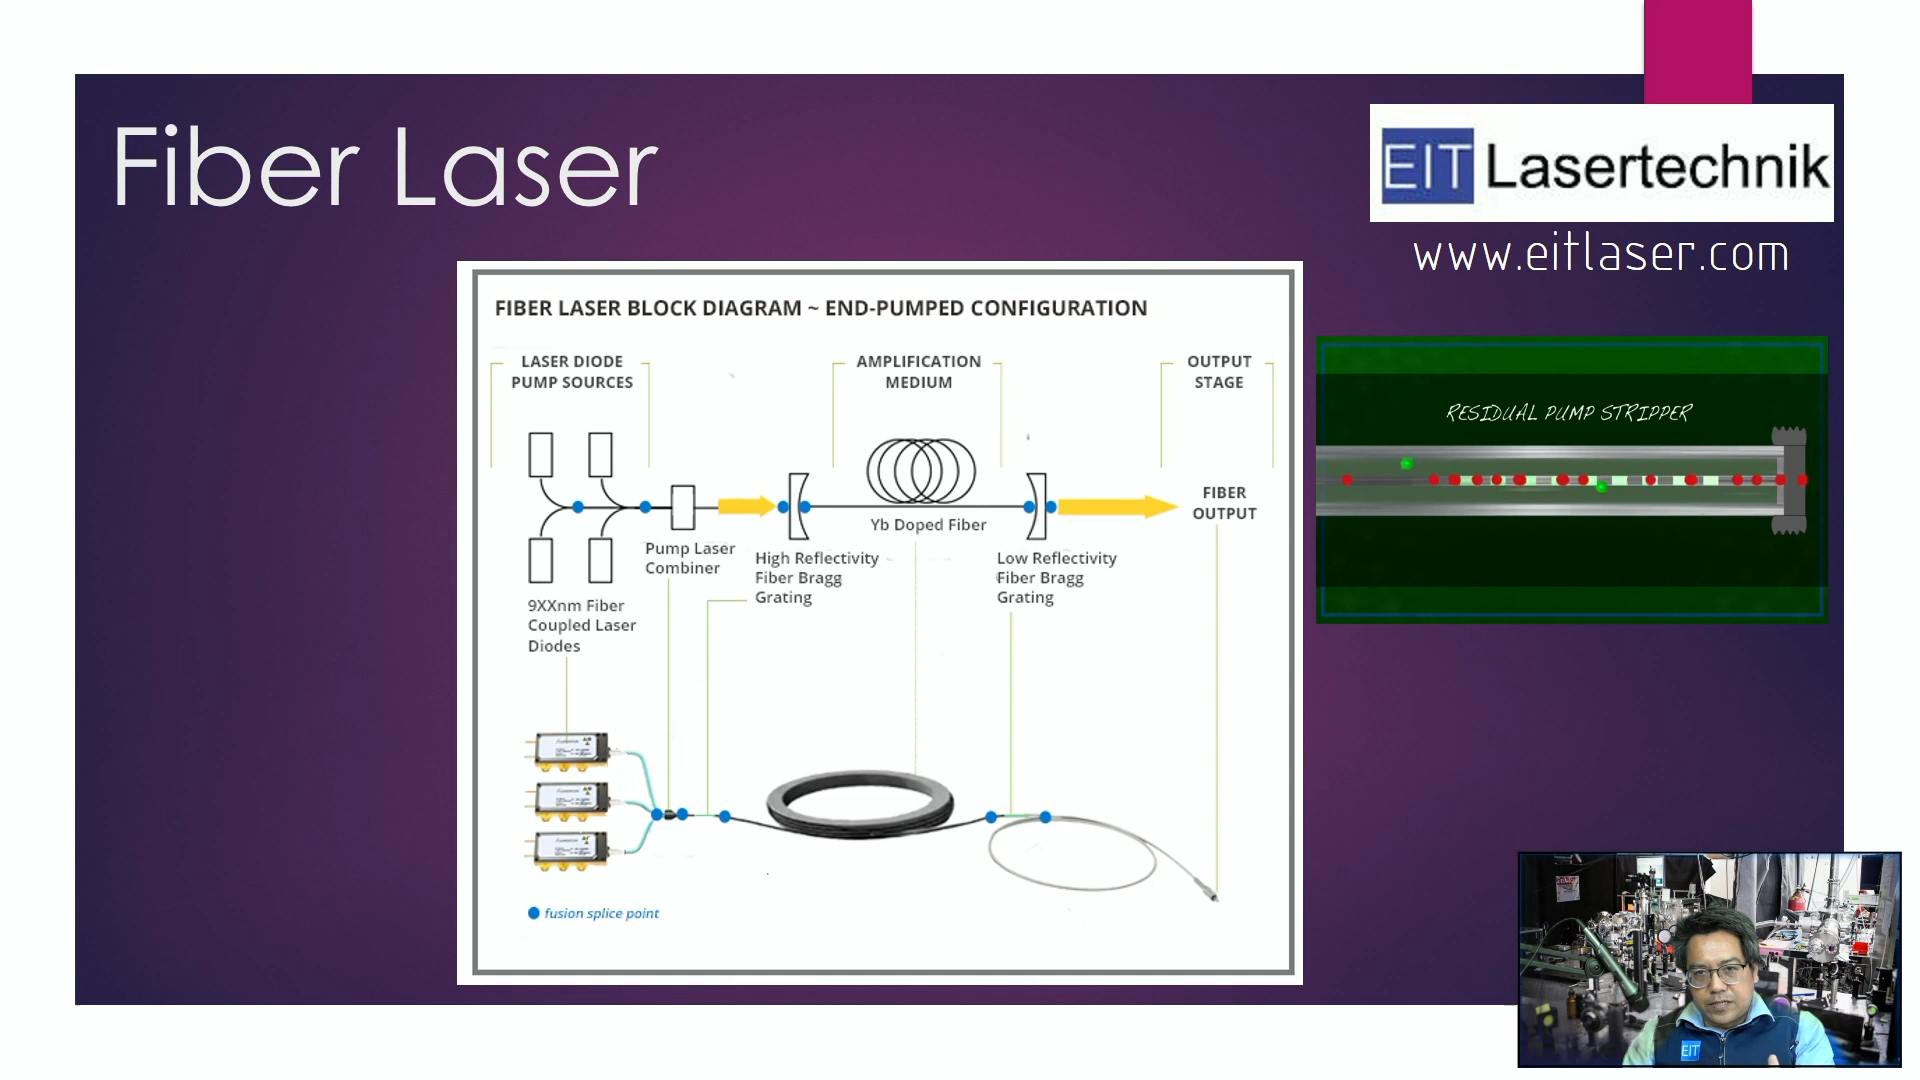 Fiber Laser
EIT Lasertechnik
www.eitlaser.com
FIBER LASER BLOCK DIAGRAM ~ END-PUMPED CONFIGURATION
LASER DIODE
PUMP SOURCES
AMPLIFICATION
MEDIUM
OUTPUT
STAGE
Yb Doped Fiber
FIBER
OUTPUT
Pump Laser
Combiner
High Reflectivity
Fiber Bragg
Grating
Low Reflectivity
Fiber Bragg
Grating
9XXnm Fiber
Coupled Laser
Diodes
fusion splice point
RESIDUAL PUMP STRIPPER
EIT